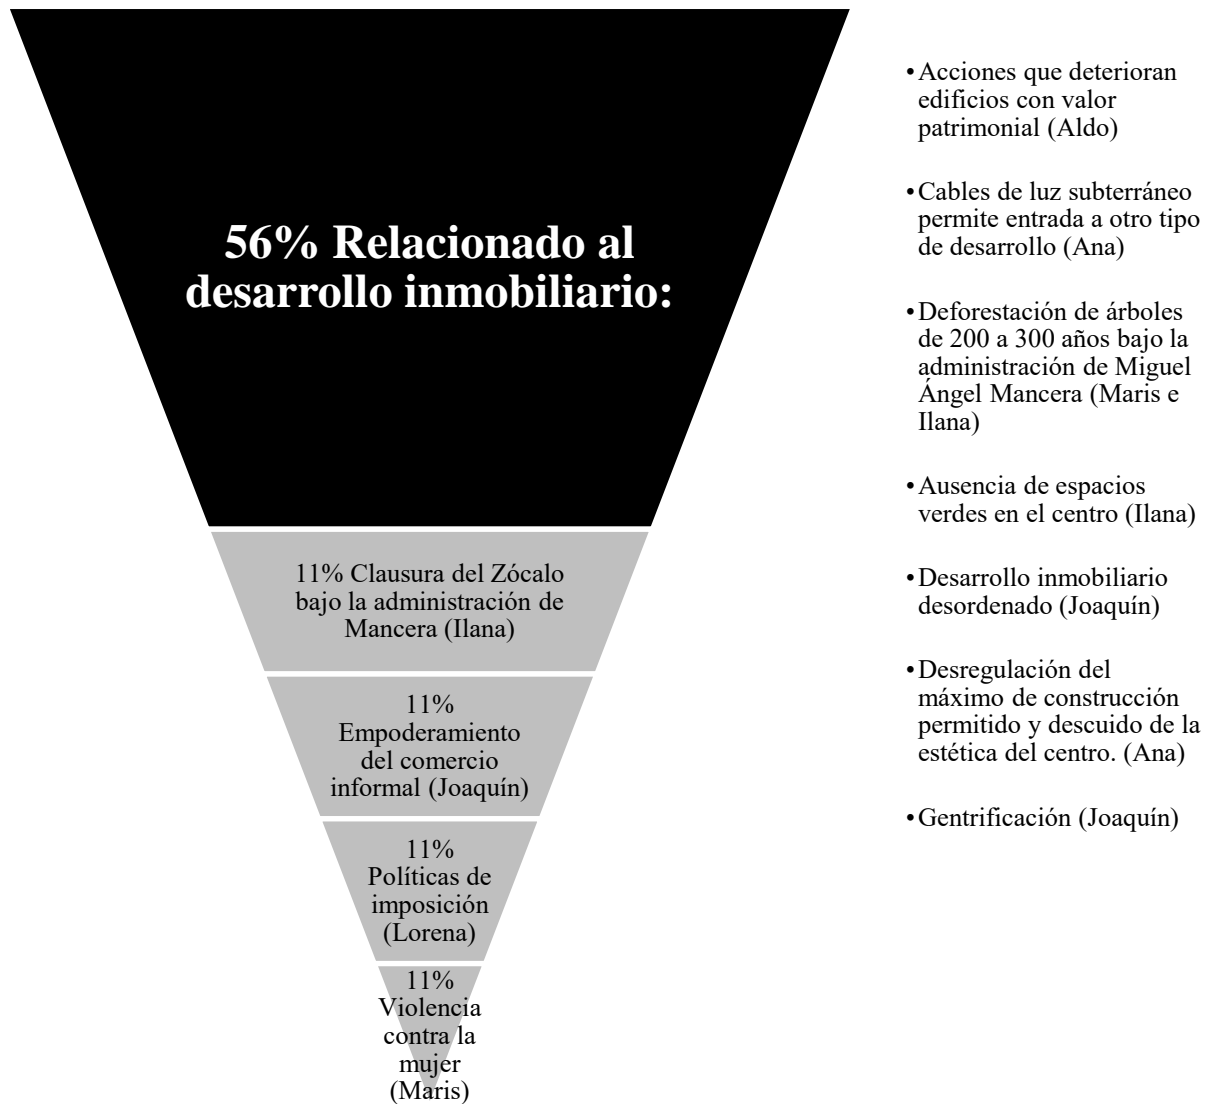 56% Relacionado al
desarrollo inmobiliario:
11% Clausura del Zócalo
bajo la administración de
Mancera (Ilana)
11%
Empoderamiento
del comercio
informal (Joaquín)
11%
Políticas de
imposición
(Lorena)
11%
Violencia
contra la
mujer
(Maris)
•Acciones que deterioran
edificios con valor
patrimonial (Aldo)
•Cables de luz subterráneo
permite entrada a otro tipo
de desarrollo (Ana)
•Deforestación de árboles
de 200 a 300 años bajo la
administración de Miguel
Ángel Mancera (Maris e
Ilana)
•Ausencia de espacios
verdes en el centro (Ilana)
•Desarrollo inmobiliario
desordenado (Joaquín)
•Desregulación del
máximo de construcción
permitido y descuido de la
estética del centro. (Ana)
•Gentrificación (Joaquín)